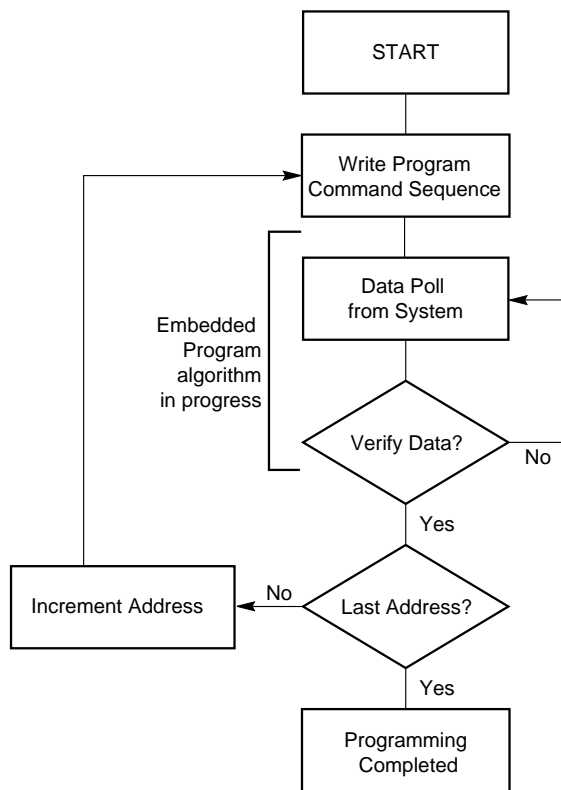 START
Write Program
Command Sequence
Data Poll
from System
Embedded
Program
algorithm
in progress
Verify Data?
No
Yes
Increment Address
No
Last Address?
Yes
Programming
Completed